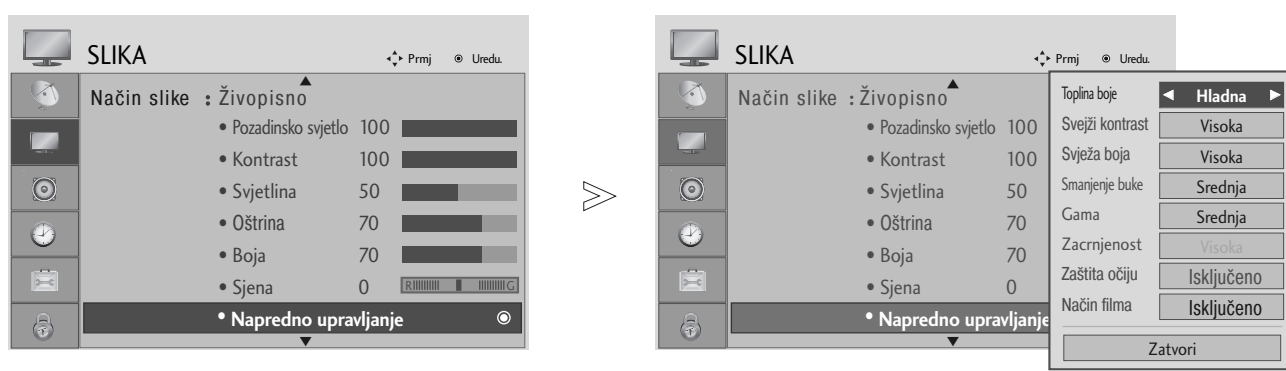 SLIKA Prmj Uredu.
Način slike : Živopisno
• Pozadinsko svjetlo 100
• Kontrast 100
• Svjetlina 50
• Oštrina 70
• Boja 70
• Sjena 0 R G
• Napredno upravljanje
SLIKA Prmj Uredu.
Način slike : Živopisno
• Pozadinsko svjetlo 100
• Kontrast 100
• Svjetlina 50
• Oštrina 70
• Boja 70
• Sjena 0
• Napredno upravljanje
Toplina boje Hladna
Svejži kontrast Visoka
Svježa boja Visoka
Smanjenje buke Srednja
Gama Srednja
Zacrnjenost Visoka
Zaštita očiju Isključeno
Način filma Isključeno
Zatvori